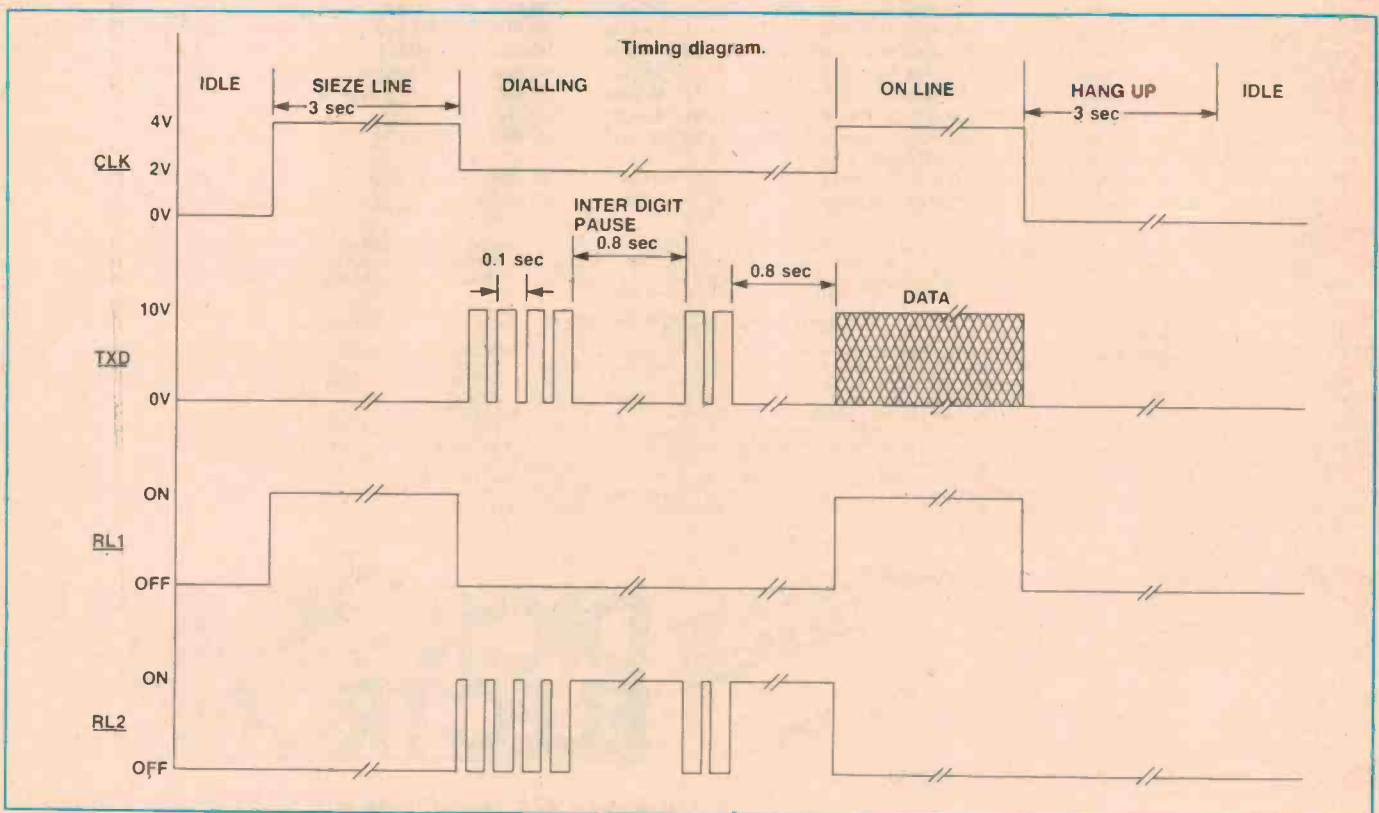 Timing diagram.
IDLE SIEZE LINE DIALLING ON LINE HANG UP IDLE
3 sec 3 sec
4V
CLK 2V
0V
INTER DIGIT
PAUSE
0.1 sec 0.8 sec 0.8 sec
10V DATA
TXD
0V
ON
RL1
OFF
ON
RL2
OFF